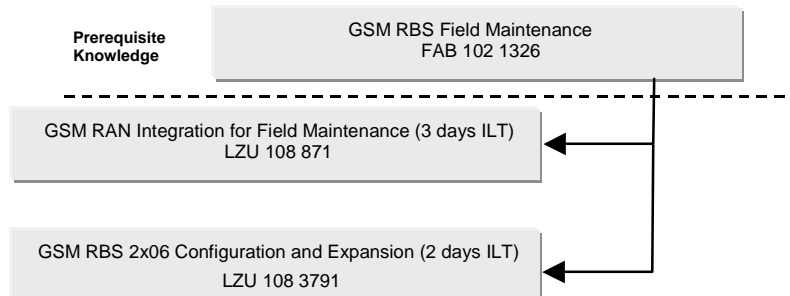 Prerequisite
Knowledge
GSM RBS Field Maintenance
FAB 102 1326
GSM RAN Integration for Field Maintenance (3 days ILT)
LZU 108 871
GSM RBS 2x06 Configuration and Expansion (2 days ILT)
LZU 108 3791